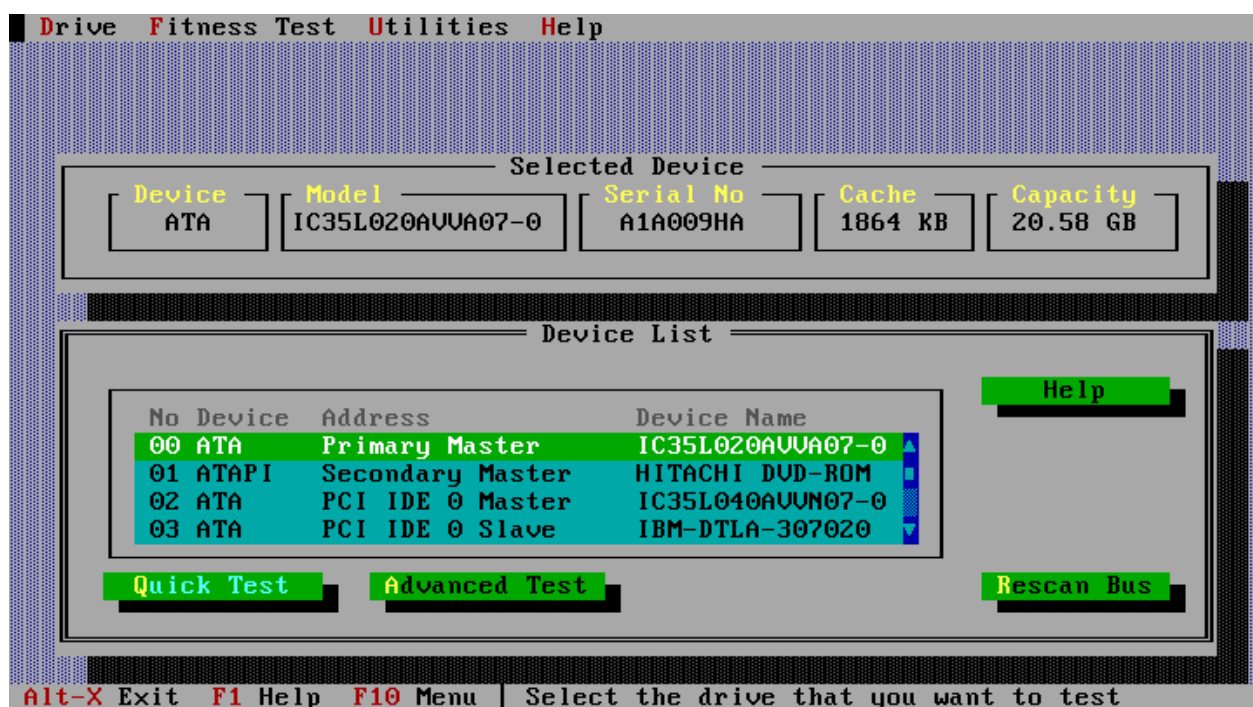 Drive Fitness Test Utilities Help
Selected Device
Device Model Serial No Cache Capacity
ATA IC35L020AVVA07-0 A1A009HA 1864 KB 20.58 GB
Device List
Help
No Device Address Device Name
00 ATA Primary Master IC35L020AVVA07-0
01 ATAPI Secondary Master HITACHI DVD-ROM
02 ATA PCI IDE 0 Master IC35L040AVVN07-0
03 ATA PCI IDE 0 Slave IBM-DTLA-307020
Quick Test Advanced Test Rescan Bus
Alt-X Exit F1 Help F10 Menu | Select the drive that you want to test